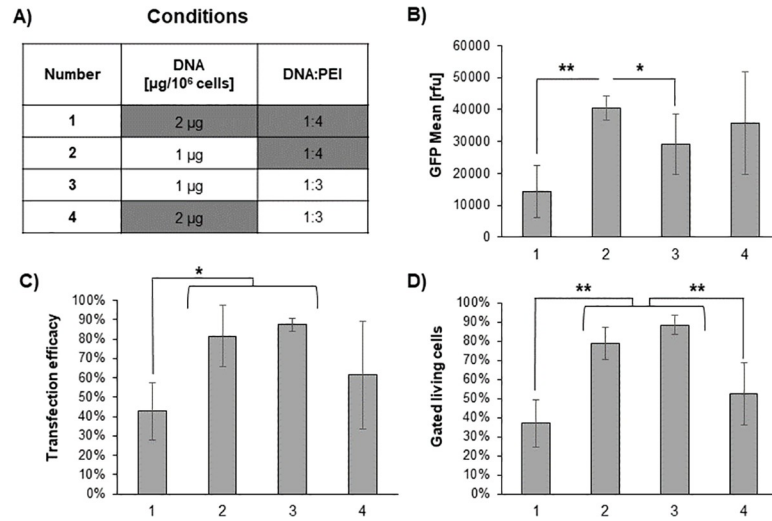 A) Conditions
Number DNA [µg/10⁶ cells] DNA:PEI
1 2 µg 1:4
2 1 µg 1:4
3 1 µg 1:3
4 2 µg 1:3
B)
GFP Mean [rfu]
60000
50000
40000
30000
20000
10000
0
** *
1 2 3 4
C)
Transfection efficacy
100%
90%
80%
70%
60%
50%
40%
30%
20%
10%
0%
*
1 2 3 4
D)
Gated living cells
100%
90%
80%
70%
60%
50%
40%
30%
20%
10%
0%
** **
1 2 3 4